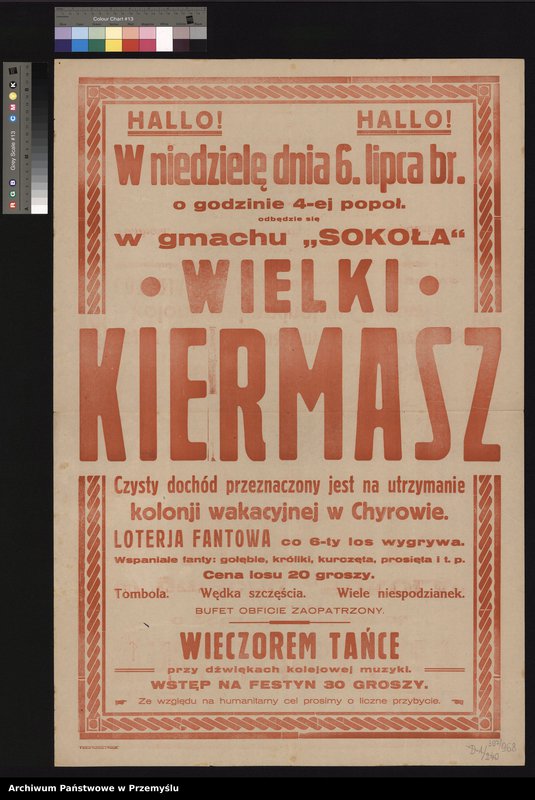 Colour Chart #13
Grey Scale #13
R G B C M Y K
HALLO! HALLO!
W niedzielę dnia 6. lipca br.
o godzinie 4-ej popoł.
odbędzie się
w gmachu „SOKOŁA“
WIELKI
KIERMASZ
Czysty dochód przeznaczony jest na utrzymanie
kolonji wakacyjnej w Chyrowie.
LOTERJA FANTOWA co 6-ty los wygrywa.
Wspaniałe fanty: gołębie, króliki, kurczęta, prosięta i t. p.
Cena losu 20 groszy.
Tombola. Wędka szczęścia. Wiele niespodzianek.
BUFET OBFICIE ZAOPATRZONY.
WIECZOREM TAŃCE
przy dźwiękach kolejowej muzyki.
WSTĘP NA FESTYN 30 GROSZY.
Ze względu na humanitarny cel prosimy o liczne przybycie.
Archiwum Państwowe w Przemyślu